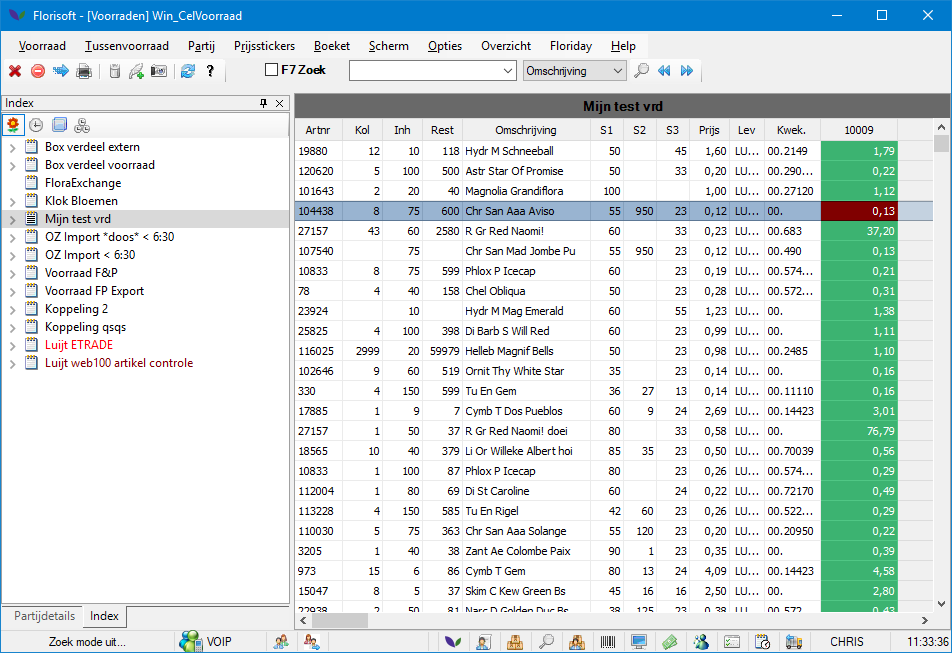 Florisoft - [Voorraden] Win_CelVoorraad
Voorraad Tussenvoorraad Partij Prijsstickers Boeket Scherm Opties Overzicht Floriday Help
? F7 Zoek Omschrijving
Index
Box verdeel extern
Box verdeel voorraad
FloraExchange
Klok Bloemen
Mijn test vrd
OZ Import *doos* < 6:30
OZ Import < 6:30
Voorraad F&P
Voorraad FP Export
Koppeling 2
Koppeling qsqs
Luijt ETRADE
Luijt web100 artikel controle
Partijdetails Index
Mijn test vrd
Artnr Kol Inh Rest Omschrijving S1 S2 S3 Prijs Lev Kwek. 10009
19880 12 10 118 Hydr M Schneeball 50 45 1,60 LU... 00.2149 1,79
120620 5 100 500 Astr Star Of Promise 50 33 0,20 LU... 00.290... 0,22
101643 2 20 40 Magnolia Grandiflora 100 1,00 LU... 00.27120 1,12
104438 8 75 600 Chr San Aaa Aviso 55 950 23 0,12 LU... 00. 0,13
27157 43 60 2580 R Gr Red Naomi! 60 33 0,23 LU... 00.683 37,20
107540 75 Chr San Mad Jombe Pu 55 950 23 0,12 LU... 00.490 0,13
10833 8 75 599 Phlox P Icecap 60 23 0,19 LU... 00.574... 0,21
78 4 40 158 Chel Obliqua 50 23 0,28 LU... 00.572... 0,31
23924 10 Hydr M Mag Emerald 60 55 1,23 LU... 00. 1,38
25825 4 100 398 Di Barb S Will Red 60 23 0,99 LU... 00. 1,11
116025 2999 20 59979 Helleb Magnif Bells 50 23 0,98 LU... 00.2485 1,10
102646 9 60 519 Ornit Thy White Star 35 23 0,14 LU... 00. 0,16
330 4 150 599 Tu En Gem 36 27 13 0,14 LU... 00.11110 0,16
17885 1 9 7 Cymb T Dos Pueblos 60 9 24 2,69 LU... 00.14423 3,01
27157 1 50 37 R Gr Red Naomi! doei 80 33 0,58 LU... 00. 76,79
18565 10 40 379 Li Or Willeke Albert hoi 85 35 23 0,50 LU... 00.70039 0,56
10833 1 100 87 Phlox P Icecap 80 23 0,26 LU... 00.574... 0,29
112004 1 80 69 Di St Caroline 60 24 0,22 LU... 00.72170 0,49
113228 4 150 585 Tu En Rigel 42 60 23 0,26 LU... 00.522... 0,29
110030 5 75 363 Chr San Aaa Solange 55 120 23 0,20 LU... 00.20950 0,22
3205 1 40 38 Zant Ae Colombe Paix 90 1 23 0,35 LU... 00. 0,39
973 15 6 86 Cymb T Gem 80 13 24 4,09 LU... 00.14423 4,58
15047 8 5 37 Skim C Kew Green Bs 45 16 16 2,50 LU... 00. 2,80
22938 2 50 81 Narc D Golden Duc Bs 38 125 23 0,38 LU... 00.572... 0,43
Zoek mode uit... VOIP CHRIS 11:33:36